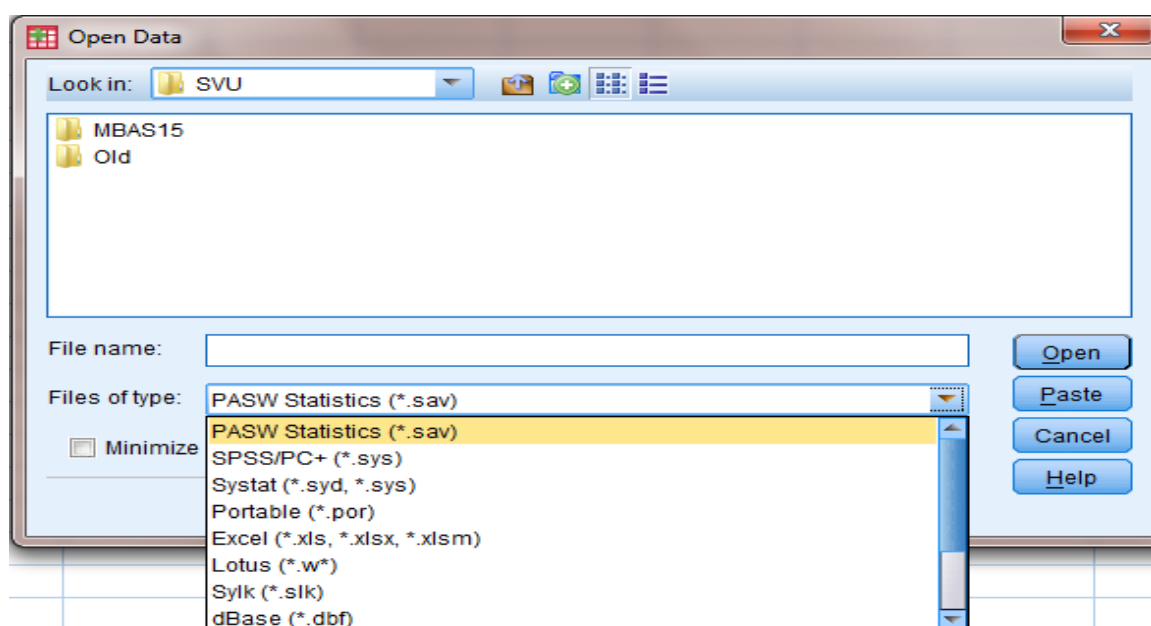 Open Data
Look in: SVU
MBAS15
Old
File name:
Open
Files of type: PASW Statistics (*.sav)
Paste
PASW Statistics (*.sav)
Cancel
Minimize
SPSS/PC+ (*.sys)
Systat (*.syd, *.sys)
Help
Portable (*.por)
Excel (*.xls, *.xlsx, *.xlsm)
Lotus (*.w*)
Sylk (*.slk)
dBase (*.dbf)